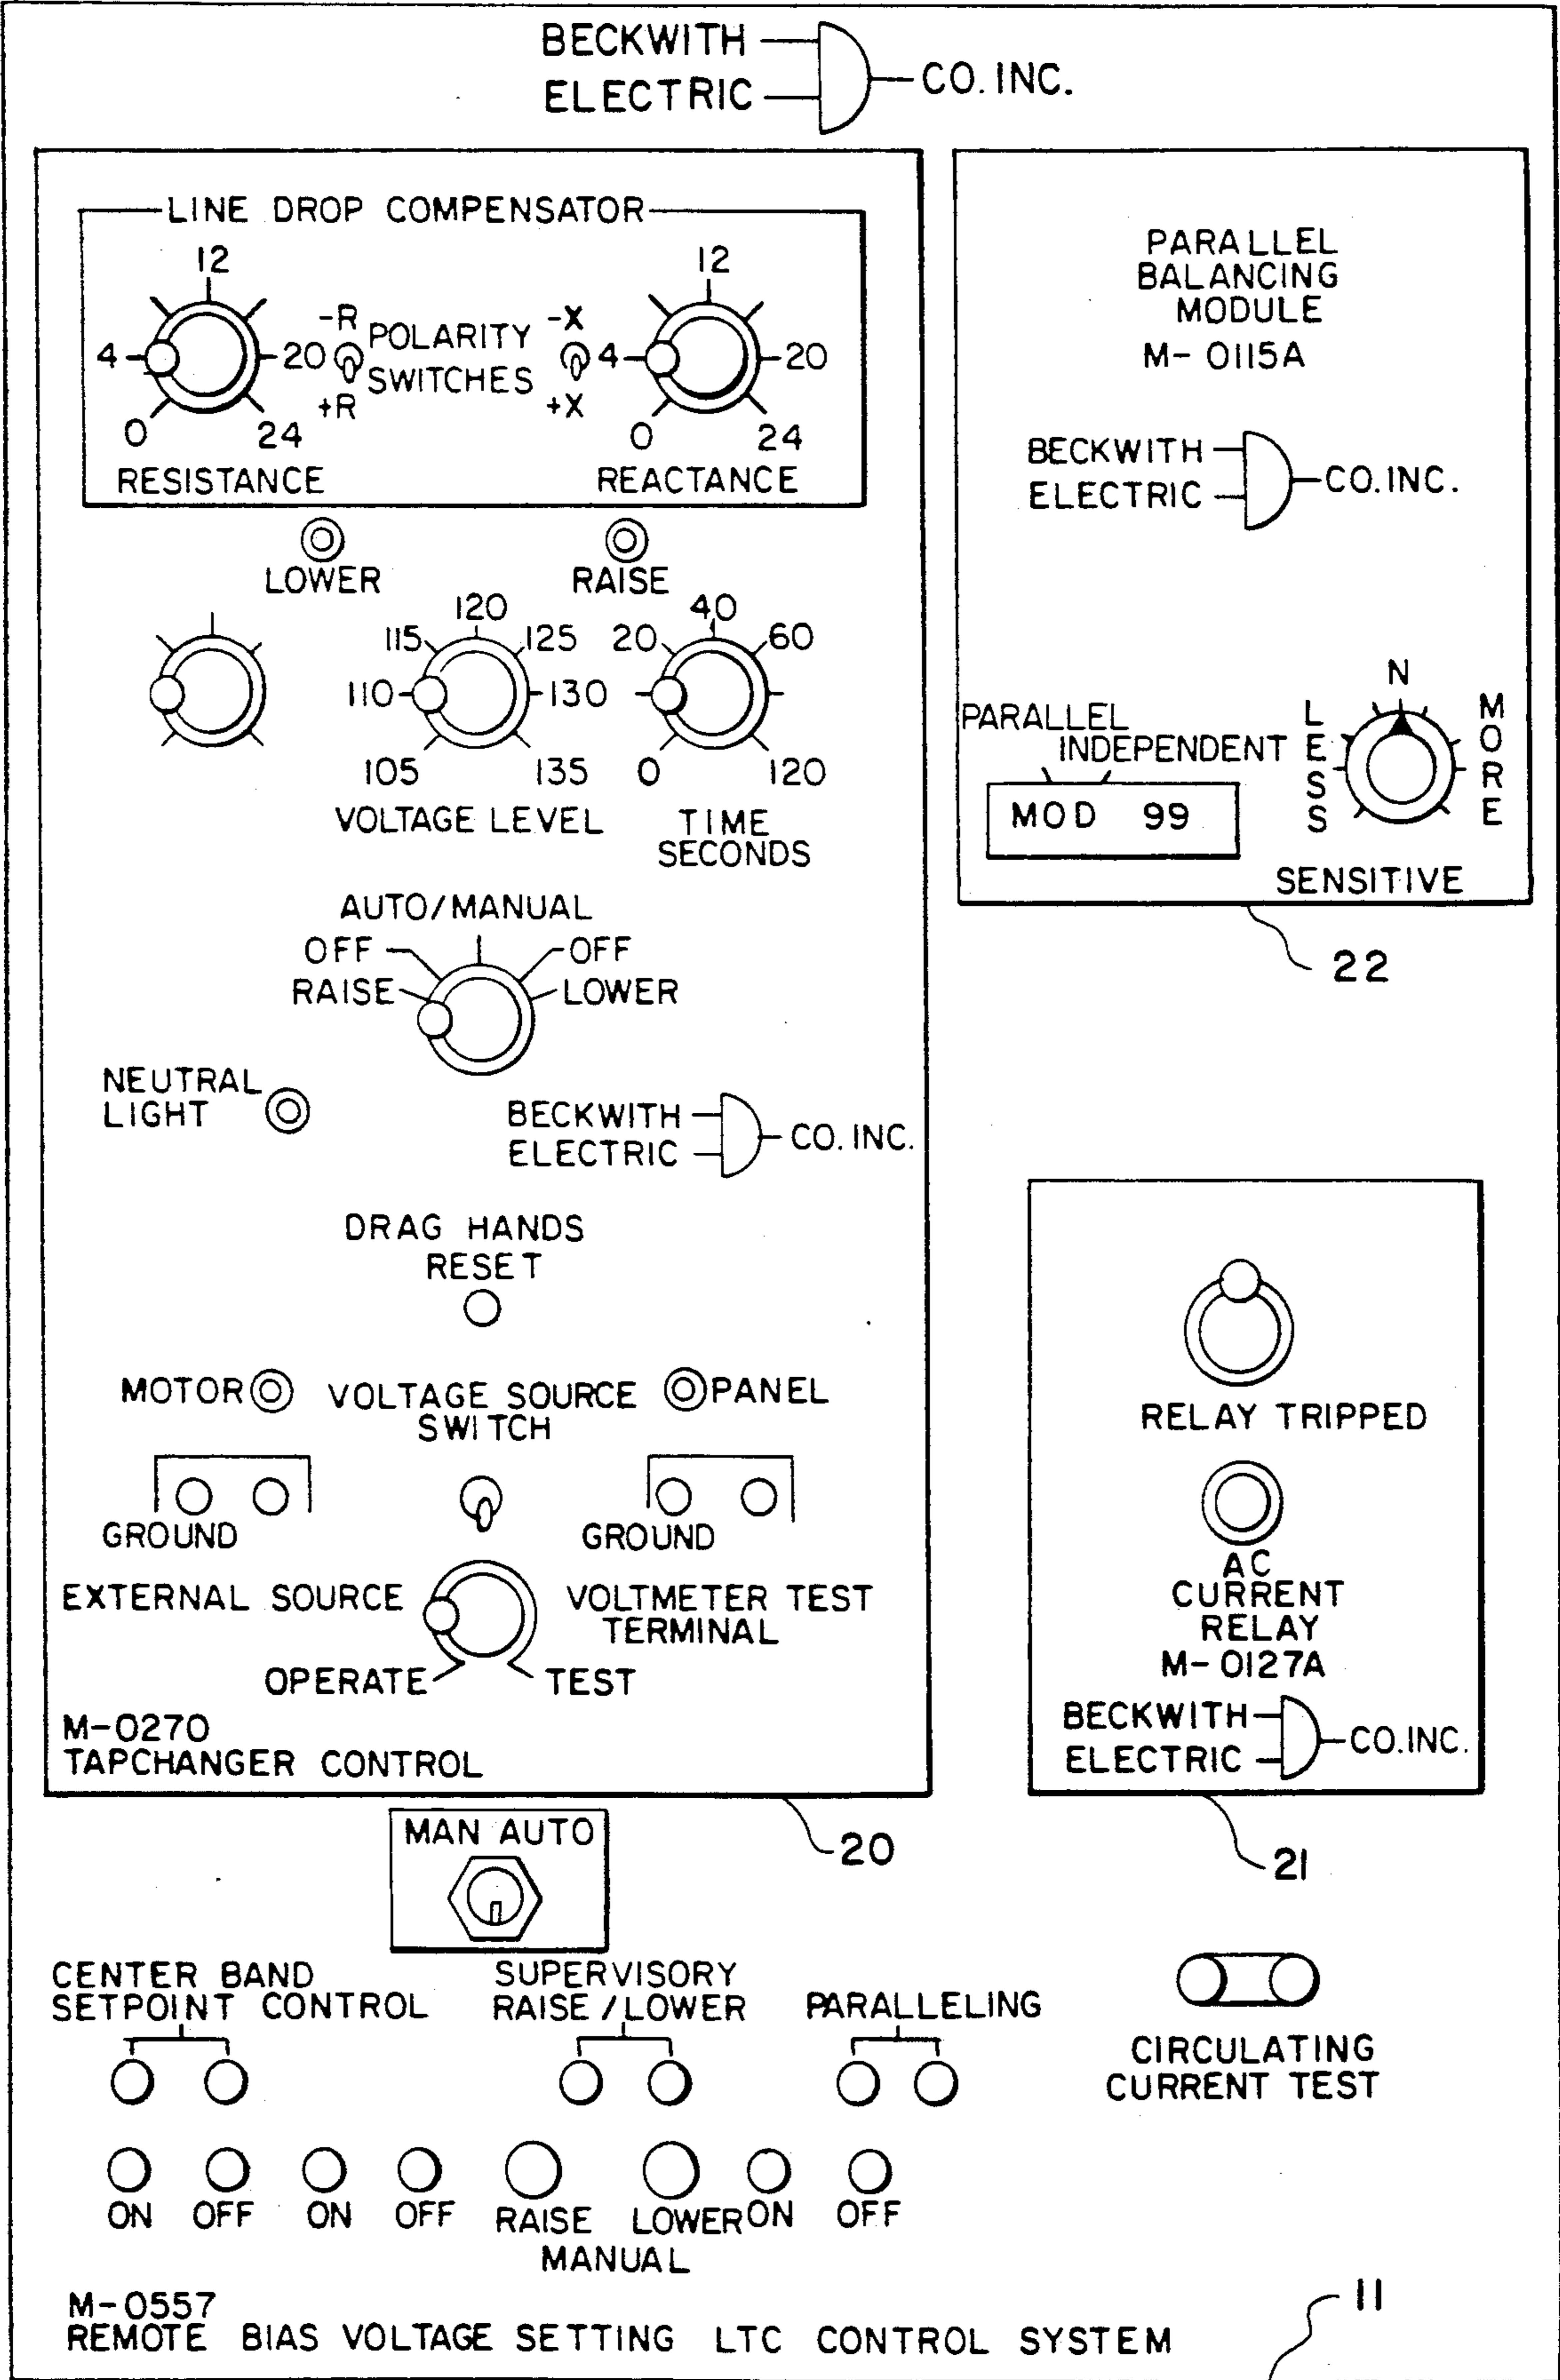 BECKWITH
ELECTRIC
CO. INC.
LINE DROP COMPENSATOR
12
12
-R
-X
POLARITY
SWITCHES
4
20
4
20
+R
+X
0
24
0
24
RESISTANCE
REACTANCE
LOWER
RAISE
120
40
115
125
20
60
110
130
105
135
0
120
VOLTAGE LEVEL
TIME
SECONDS
AUTO/MANUAL
OFF
OFF
RAISE
LOWER
NEUTRAL
LIGHT
BECKWITH
ELECTRIC
CO. INC.
DRAG HANDS
RESET
MOTOR
VOLTAGE SOURCE
SWITCH
PANEL
GROUND
GROUND
EXTERNAL SOURCE
VOLTMETER TEST
TERMINAL
OPERATE
TEST
M-0270
TAPCHANGER CONTROL
20
PARALLEL
BALANCING
MODULE
M-0115A
BECKWITH
ELECTRIC
CO. INC.
N
PARALLEL
INDEPENDENT
LESS
MORE
MOD 99
SENSITIVE
22
RELAY TRIPPED
AC
CURRENT
RELAY
M-0127A
BECKWITH
ELECTRIC
CO. INC.
21
MAN AUTO
CENTER BAND
SETPOINT CONTROL
SUPERVISORY
RAISE/LOWER
PARALLELING
CIRCULATING
CURRENT TEST
ON OFF ON OFF RAISE LOWER ON OFF
MANUAL
M-0557
REMOTE BIAS VOLTAGE SETTING LTC CONTROL SYSTEM
11